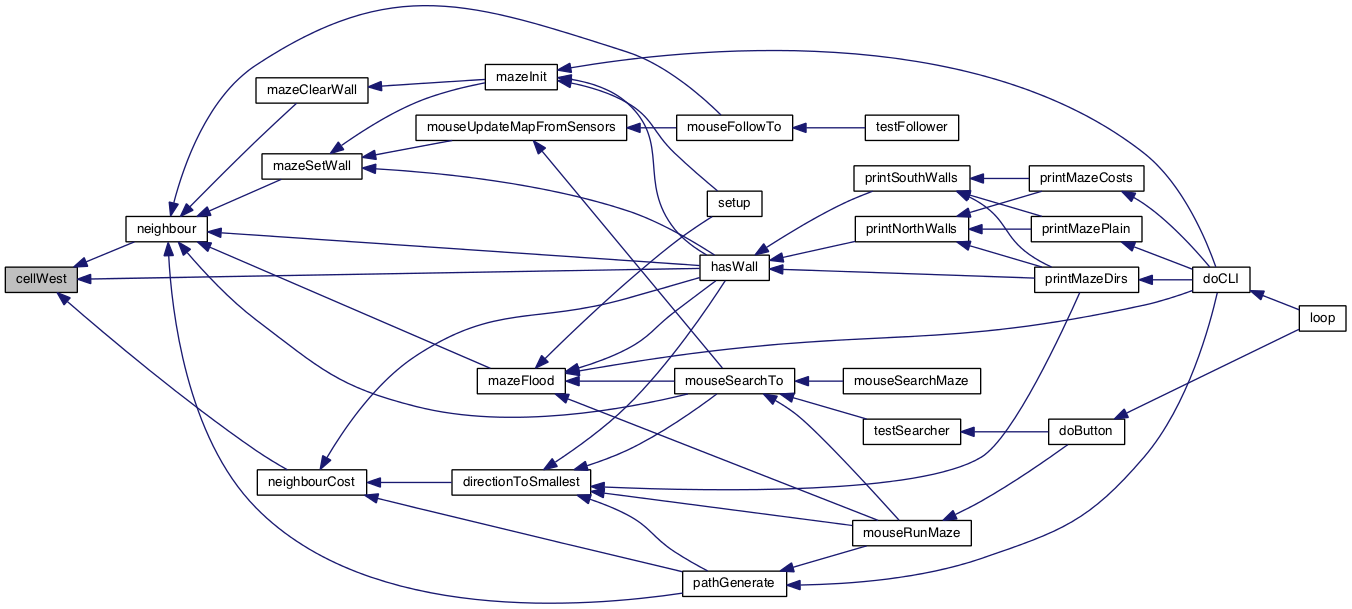 mazeInit
mazeClearWall
mouseUpdateMapFromSensors
mouseFollowTo
testFollower
mazeSetWall
printSouthWalls
printMazeCosts
setup
neighbour
printNorthWalls
printMazePlain
cellWest
hasWall
printMazeDirs
doCLI
loop
mazeFlood
mouseSearchTo
mouseSearchMaze
testSearcher
doButton
neighbourCost
directionToSmallest
mouseRunMaze
pathGenerate